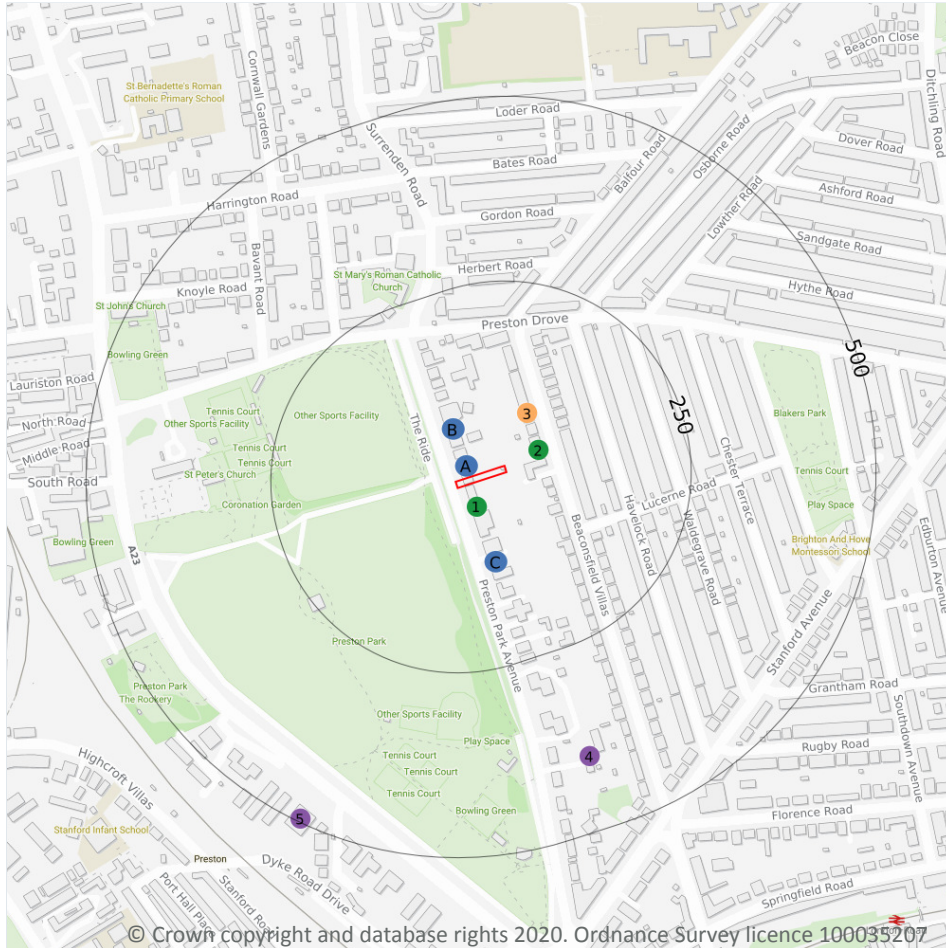 Beacon Close
Ditchling Road
Cornwall Gardens
St Bernadette's Roman
Catholic Primary School
Surrenden Road
Loder Road
Balfour Road
Osborne Road
Dover Road
Bates Road
Harrington Road
Lowther Road
Ashford Road
Gordon Road
Bavant Road
Sandgate Road
St Mary's Roman Catholic
Church
Herbert Road
Knoyle Road
Hythe Road
St John's Church
Preston Drove
Bowling Green
500
Lauriston Road
250
The Ride
Tennis Court
Other Sports Facility
Other Sports Facility
Blakers Park
North Road
3
B
Middle Road
Tennis Court
2
Chester Terrace
Tennis Court
A
St Peter's Church
Tennis Court
South Road
Lucerne Road
Coronation Garden
1
Play Space
Havelock Road
Waldegrave Road
Beaconsfield Villas
Edburton Avenue
Bowling Green
Brighton And Hove
Montesson School
A23
C
Preston Park Avenue
Stanford Avenue
Preston Park
Preston Park
The Rookery
Grantham Road
Southdown Avenue
Other Sports Facility
Play Space
Rugby Road
Tennis Court
4
Highcroft Villas
Tennis Court
Tennis Court
Bowling Green
Florence Road
5
Stanford Infant School
Preston
Dyke Road Drive
Port Hall Place
Stanford Road
Springfield Road
© Crown copyright and database rights 2020. Ordnance Survey licence 100035207